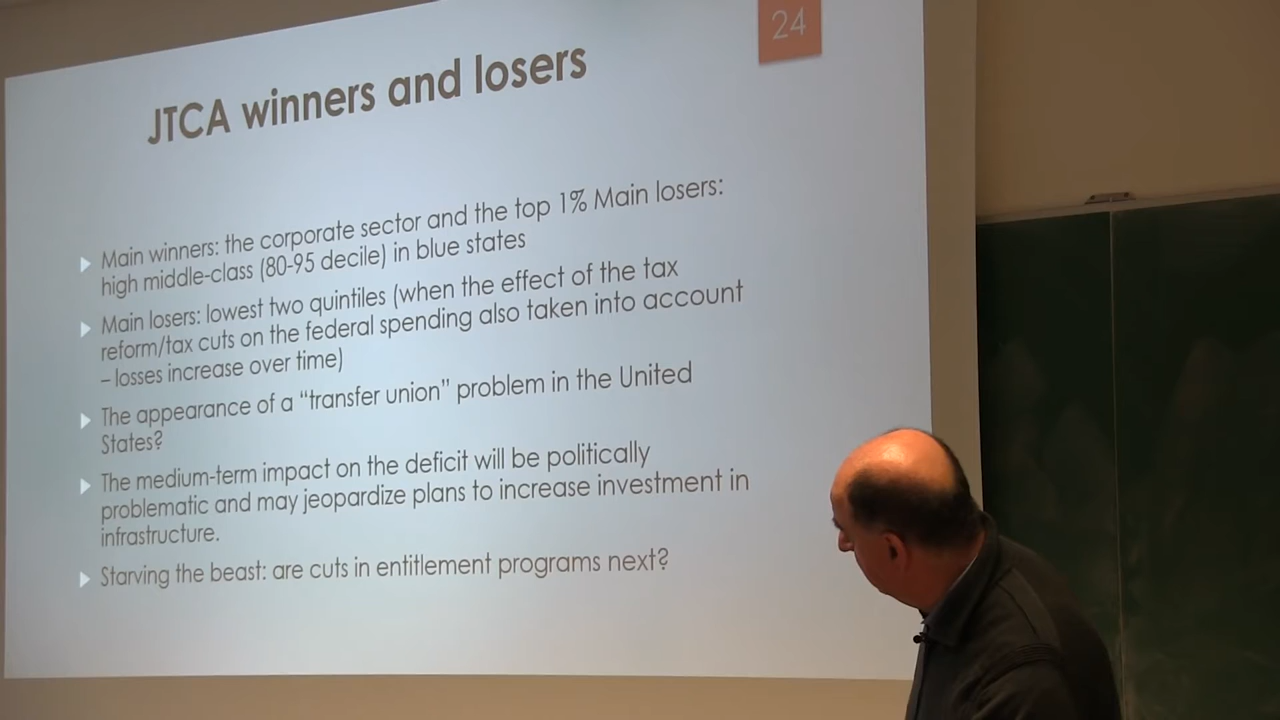 24
JTCA winners and losers
Main winners: the corporate sector and the top 1% Main losers:
high middle-class (80-95 decile) in blue states
Main losers: lowest two quintiles (when the effect of the tax
reform/tax cuts on the federal spending also taken into account
– losses increase over time)
The appearance of a “transfer union” problem in the United
States?
The medium-term impact on the deficit will be politically
problematic and may jeopardize plans to increase investment in
infrastructure.
Starving the beast: are cuts in entitlement programs next?